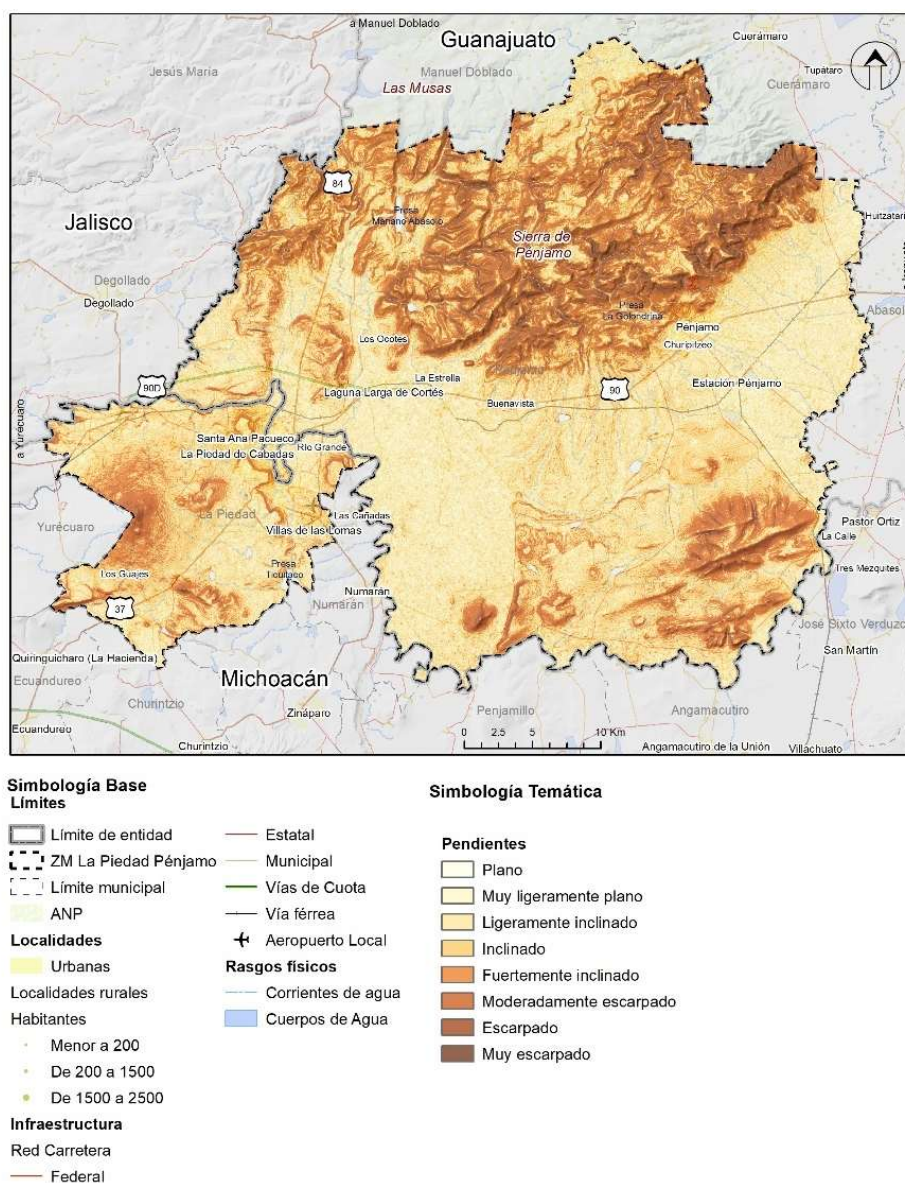 a Manuel Doblado
Guanajuato
Cuerámaro
Jesús María
Manuel Doblado
Tupátaro
Las Musas
Cuerámaro
84
Presa
Mariano Abasolo
Huitzatari
Jalisco
Sierra de
Pénjamo
Degollado
Degollado
Presa
La Golondrina
Abasol
Pénjamo
Los Ocotes
Churipitzeo
La Estrella
Estación Pénjamo
90D
Laguna Larga de Cortés
90
Buenavista
a Yurécuaro
Santa Ana Pacueco
Río Grande
La Piedad de Cabadas
Yurécuaro
La Piedad
Las Cañadas
Villas de las Lomas
Pastor Ortiz
La Calle
Los Guajes
Presa
Tres Mezquites
Numarán
Numarán
37
José Sixto Verduzc
Quiringuicharo (La Hacienda)
San Martín
Michoacán
Ecuandureo
Churintzio
Zináparo
Penjamillo
Angamacutiro
Ecuandureo
0 2.5 5 10 Km
Churintzio
Angamacutiro de la Unión
Villachuato
Simbología Base
Límites
Límite de entidad
ZM La Piedad Pénjamo
Límite municipal
ANP
Localidades
Urbanas
Localidades rurales
Habitantes
Menor a 200
De 200 a 1500
De 1500 a 2500
Infraestructura
Red Carretera
Federal
Estatal
Municipal
Vías de Cuota
Vía férrea
Aeropuerto Local
Rasgos físicos
Corrientes de agua
Cuerpos de Agua
Simbología Temática
Pendientes
Plano
Muy ligeramente plano
Ligeramente inclinado
Inclinado
Fuertemente inclinado
Moderadamente escarpado
Escarpado
Muy escarpado